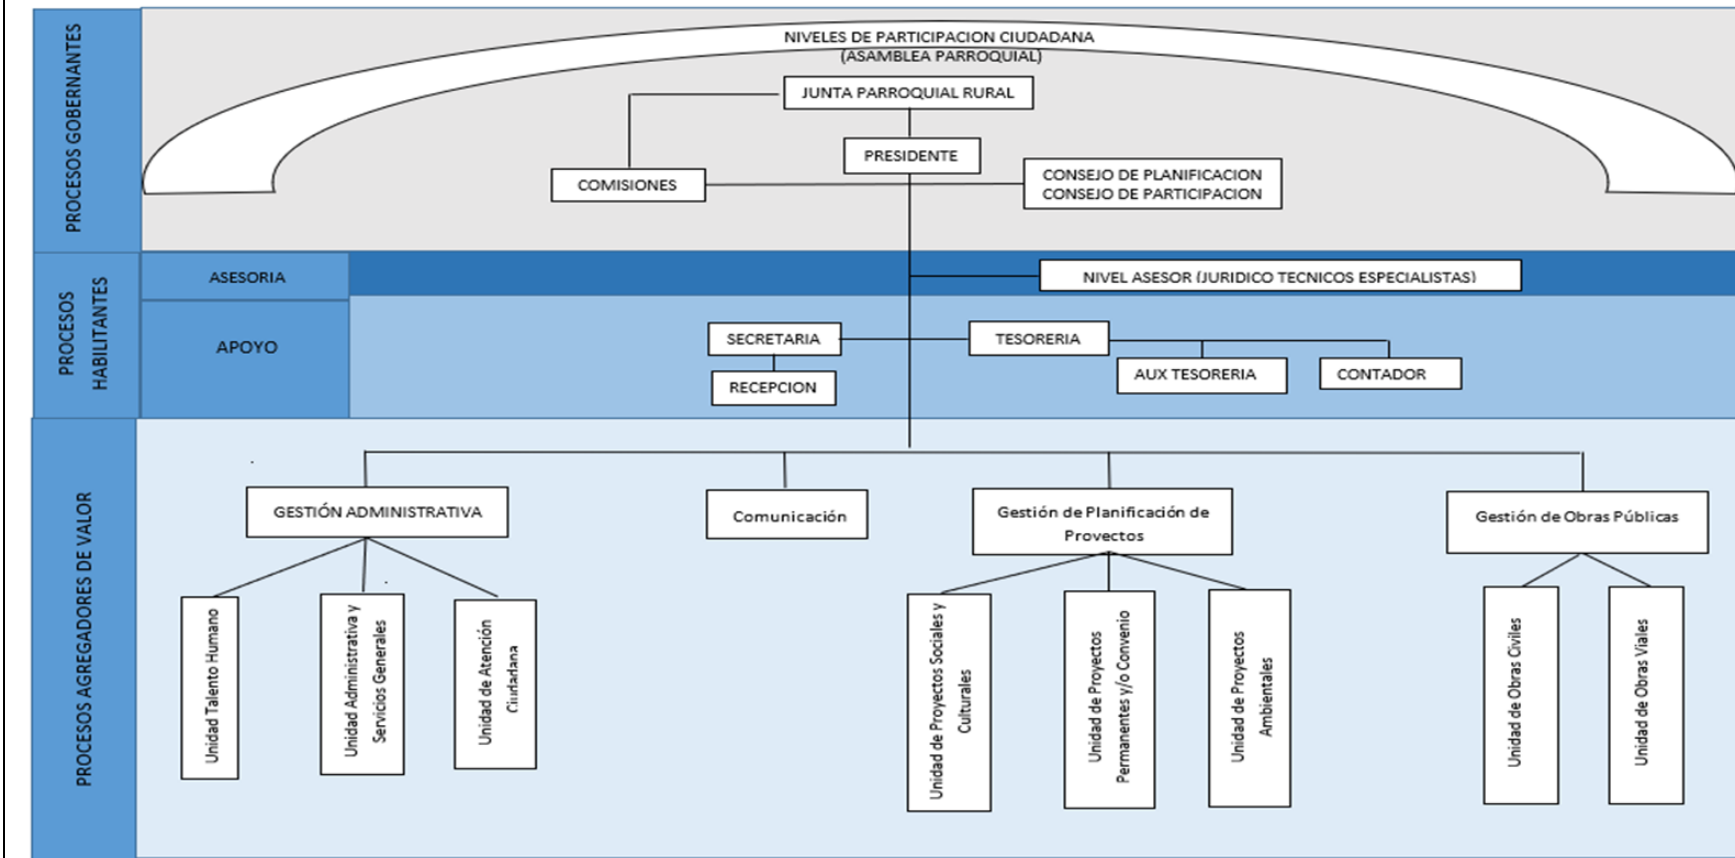 PROCESOS GOBERNANTES
NIVELES DE PARTICIPACION CIUDADANA
(ASAMBLEA PARROQUIAL)
JUNTA PARROQUIAL RURAL
PRESIDENTE
COMISIONES
CONSEJO DE PLANIFICACION
CONSEJO DE PARTICIPACION
PROCESOS
HABILITANTES
ASESORIA
NIVEL ASESOR (JURIDICO TECNICOS ESPECIALISTAS)
APOYO
SECRETARIA
TESORERIA
RECEPCION
AUX TESORERIA
CONTADOR
PROCESOS AGREGADORES DE VALOR
GESTIÓN ADMINISTRATIVA
Comunicación
Gestión de Planificación de
Proyectos
Gestión de Obras Públicas
Unidad Talento Humano
Unidad Administrativa y
Servicios Generales
Unidad de Atención
Ciudadana
Unidad de Proyectos Sociales y
Culturales
Unidad de Proyectos
Permanentes y/o Convenio
Unidad de Proyectos
Ambientales
Unidad de Obras Civiles
Unidad de Obras Viales